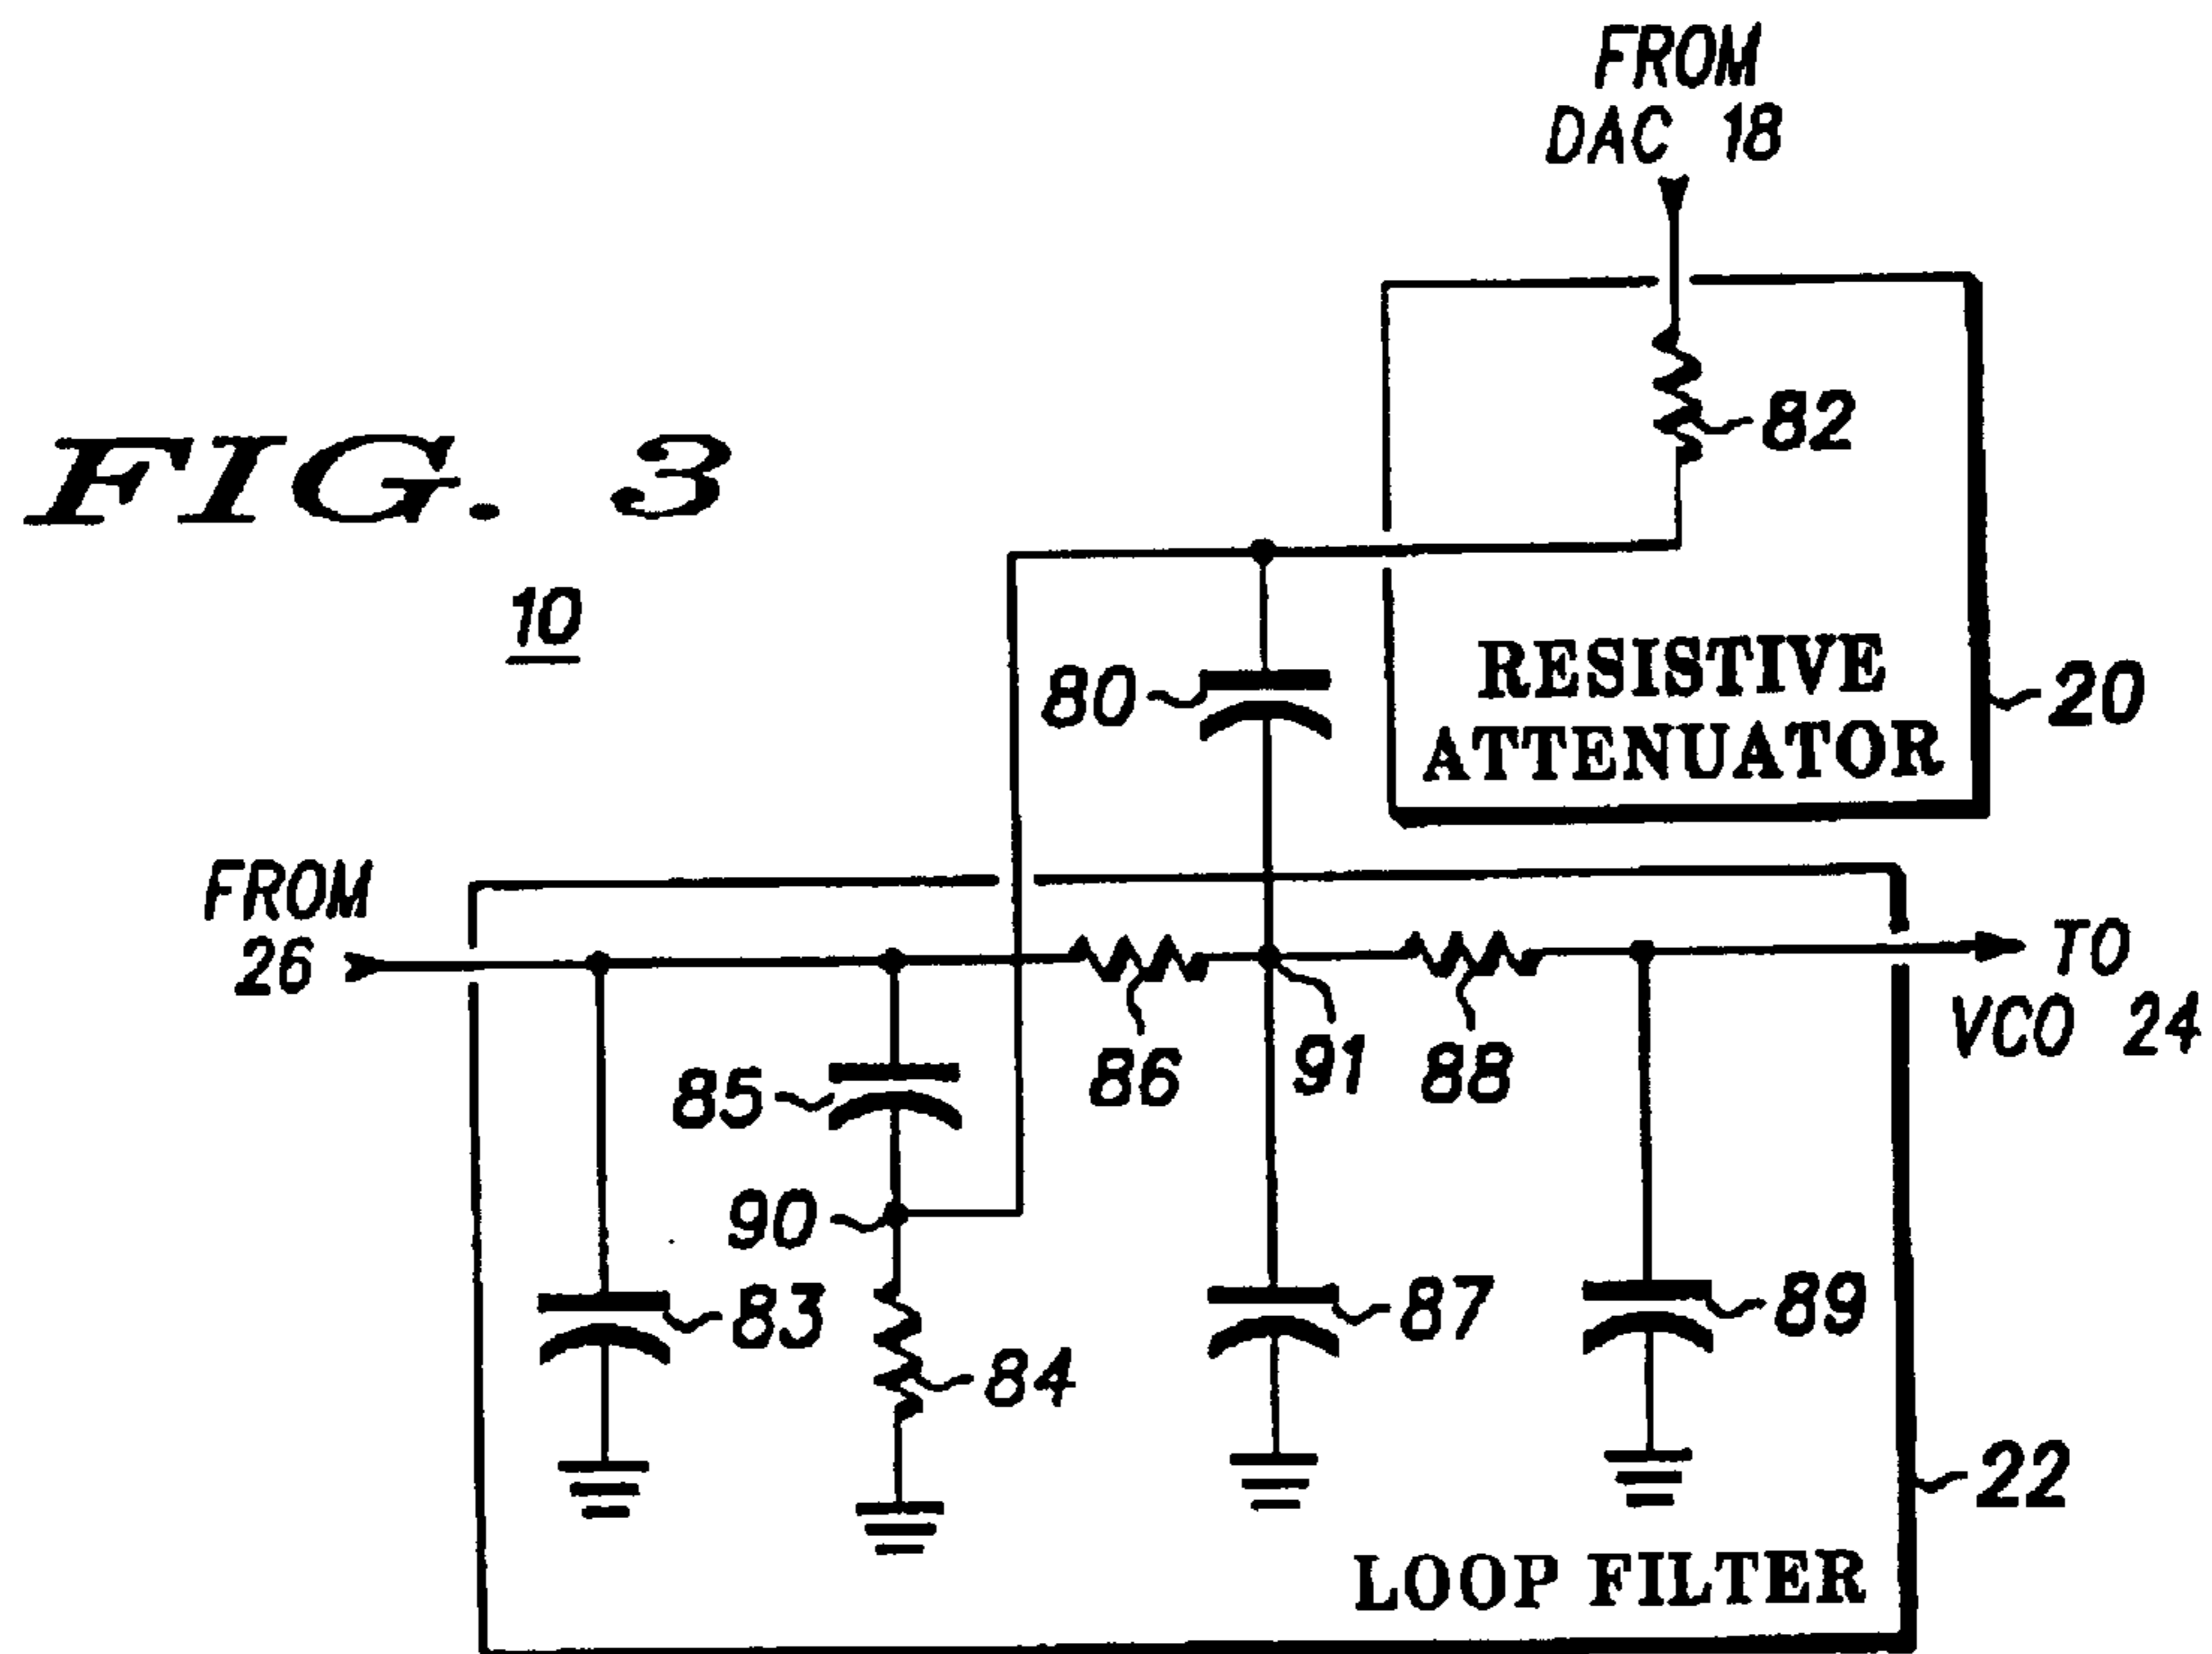 FROM
DAC 18
82
FIG. 3
10
80
RESISTIVE
ATTENUATOR
20
FROM
26
TO
VCO 24
86
91
88
85
90
83
84
87
89
22
LOOP FILTER